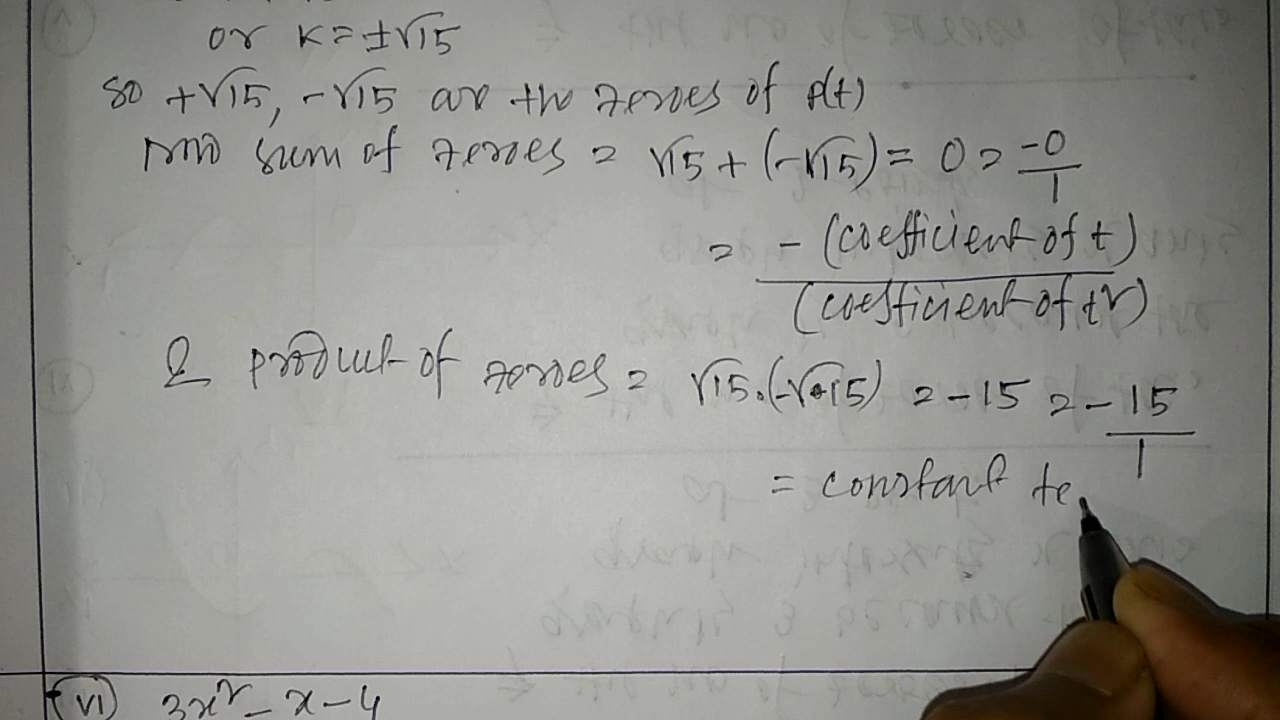 or k = ±√15
so +√15, -√15 are the zeroes of p(t)
now sum of zeroes = √15 + (-√15) = 0 = -0/1
= - (coefficient of t) / (coefficient of t²)
& product of zeroes = √15.(-√15) = -15 = -15/1
= constant te
(vi) 3x² - x - 4